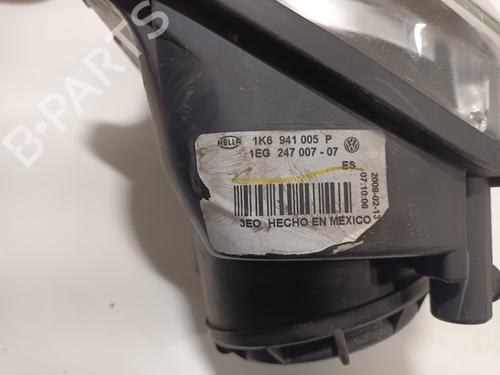 B-PARTS
HELLA 1K6 941 005 P
1EG 247 007-07
ES
3EO HECHO EN MÉXICO
2008-02-13
07:10:06